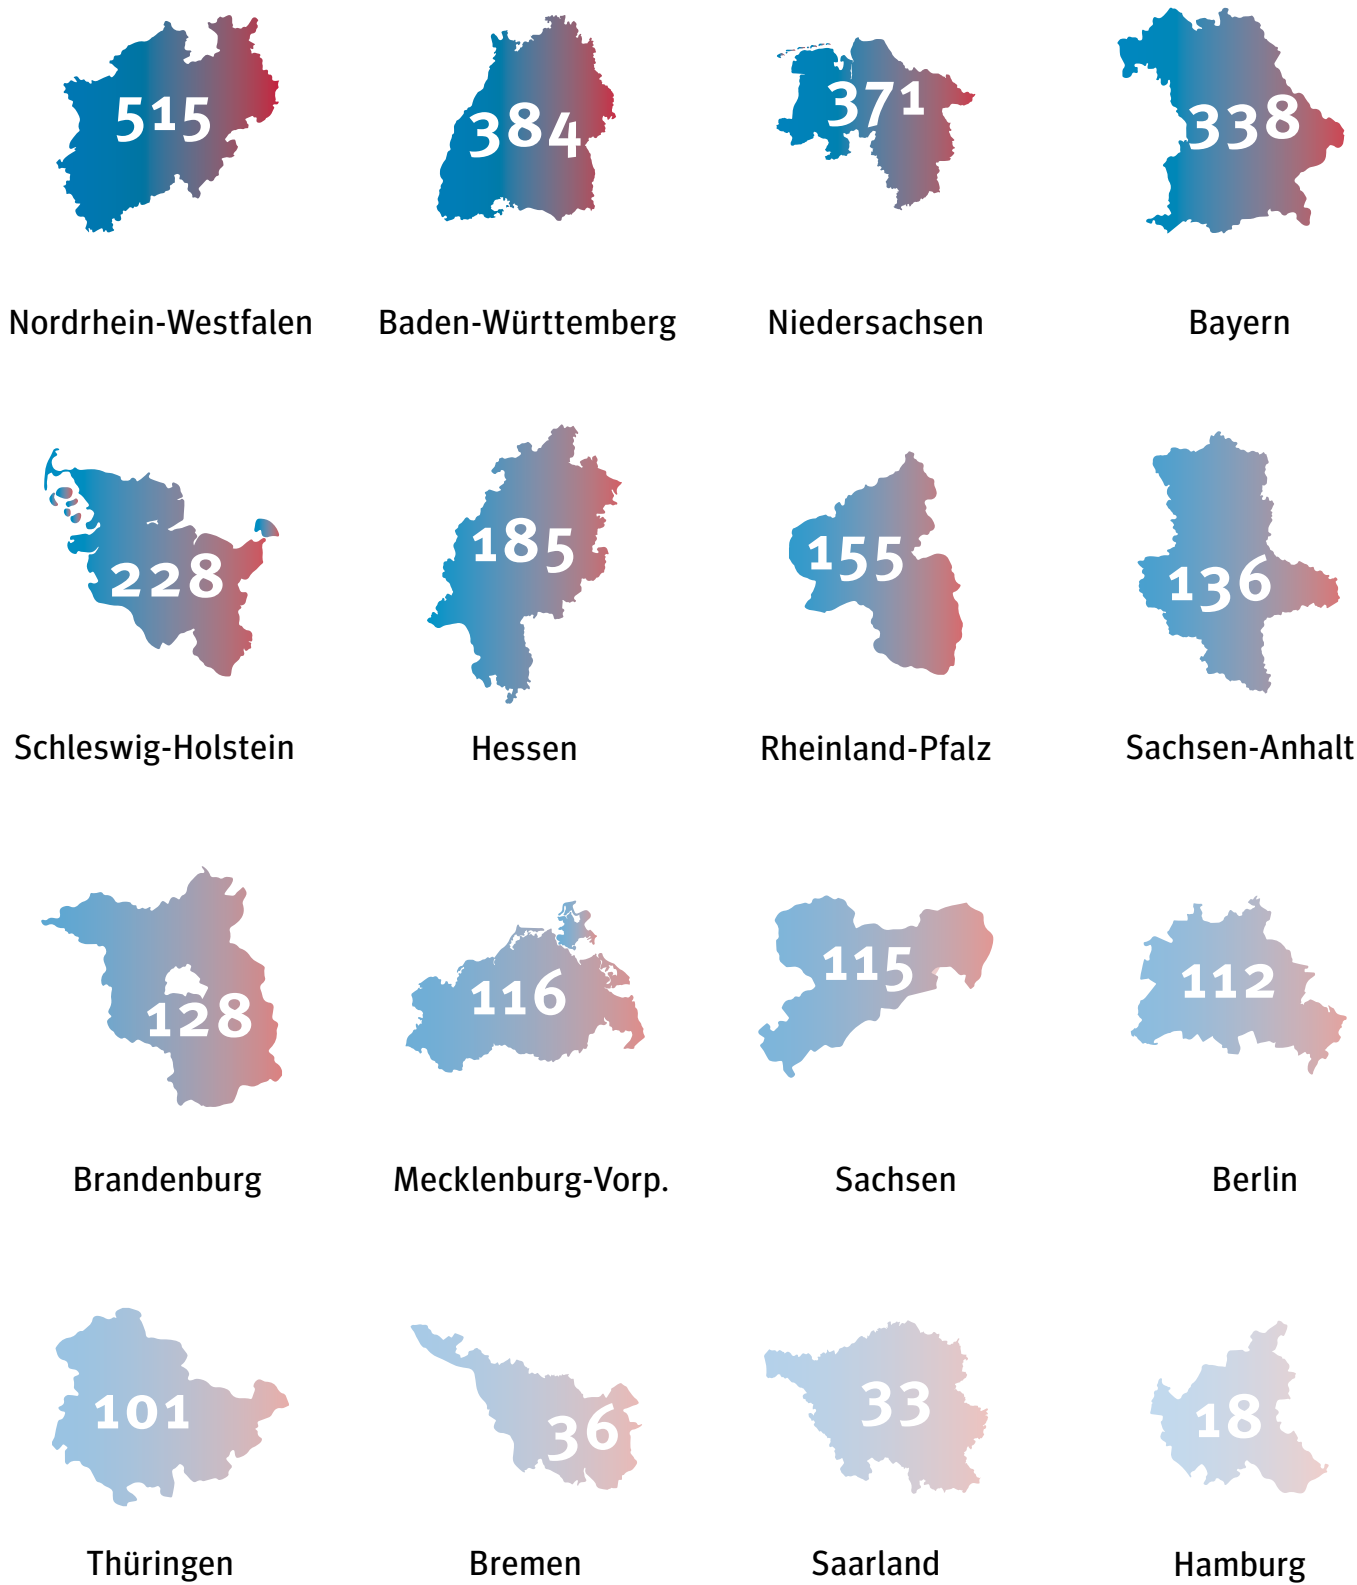 515 384 371 338
Nordrhein-Westfalen Baden-Württemberg Niedersachsen Bayern
228 185 155 136
Schleswig-Holstein Hessen Rheinland-Pfalz Sachsen-Anhalt
128 116 115 112
Brandenburg Mecklenburg-Vorp. Sachsen Berlin
101 36 33 18
Thüringen Bremen Saarland Hamburg